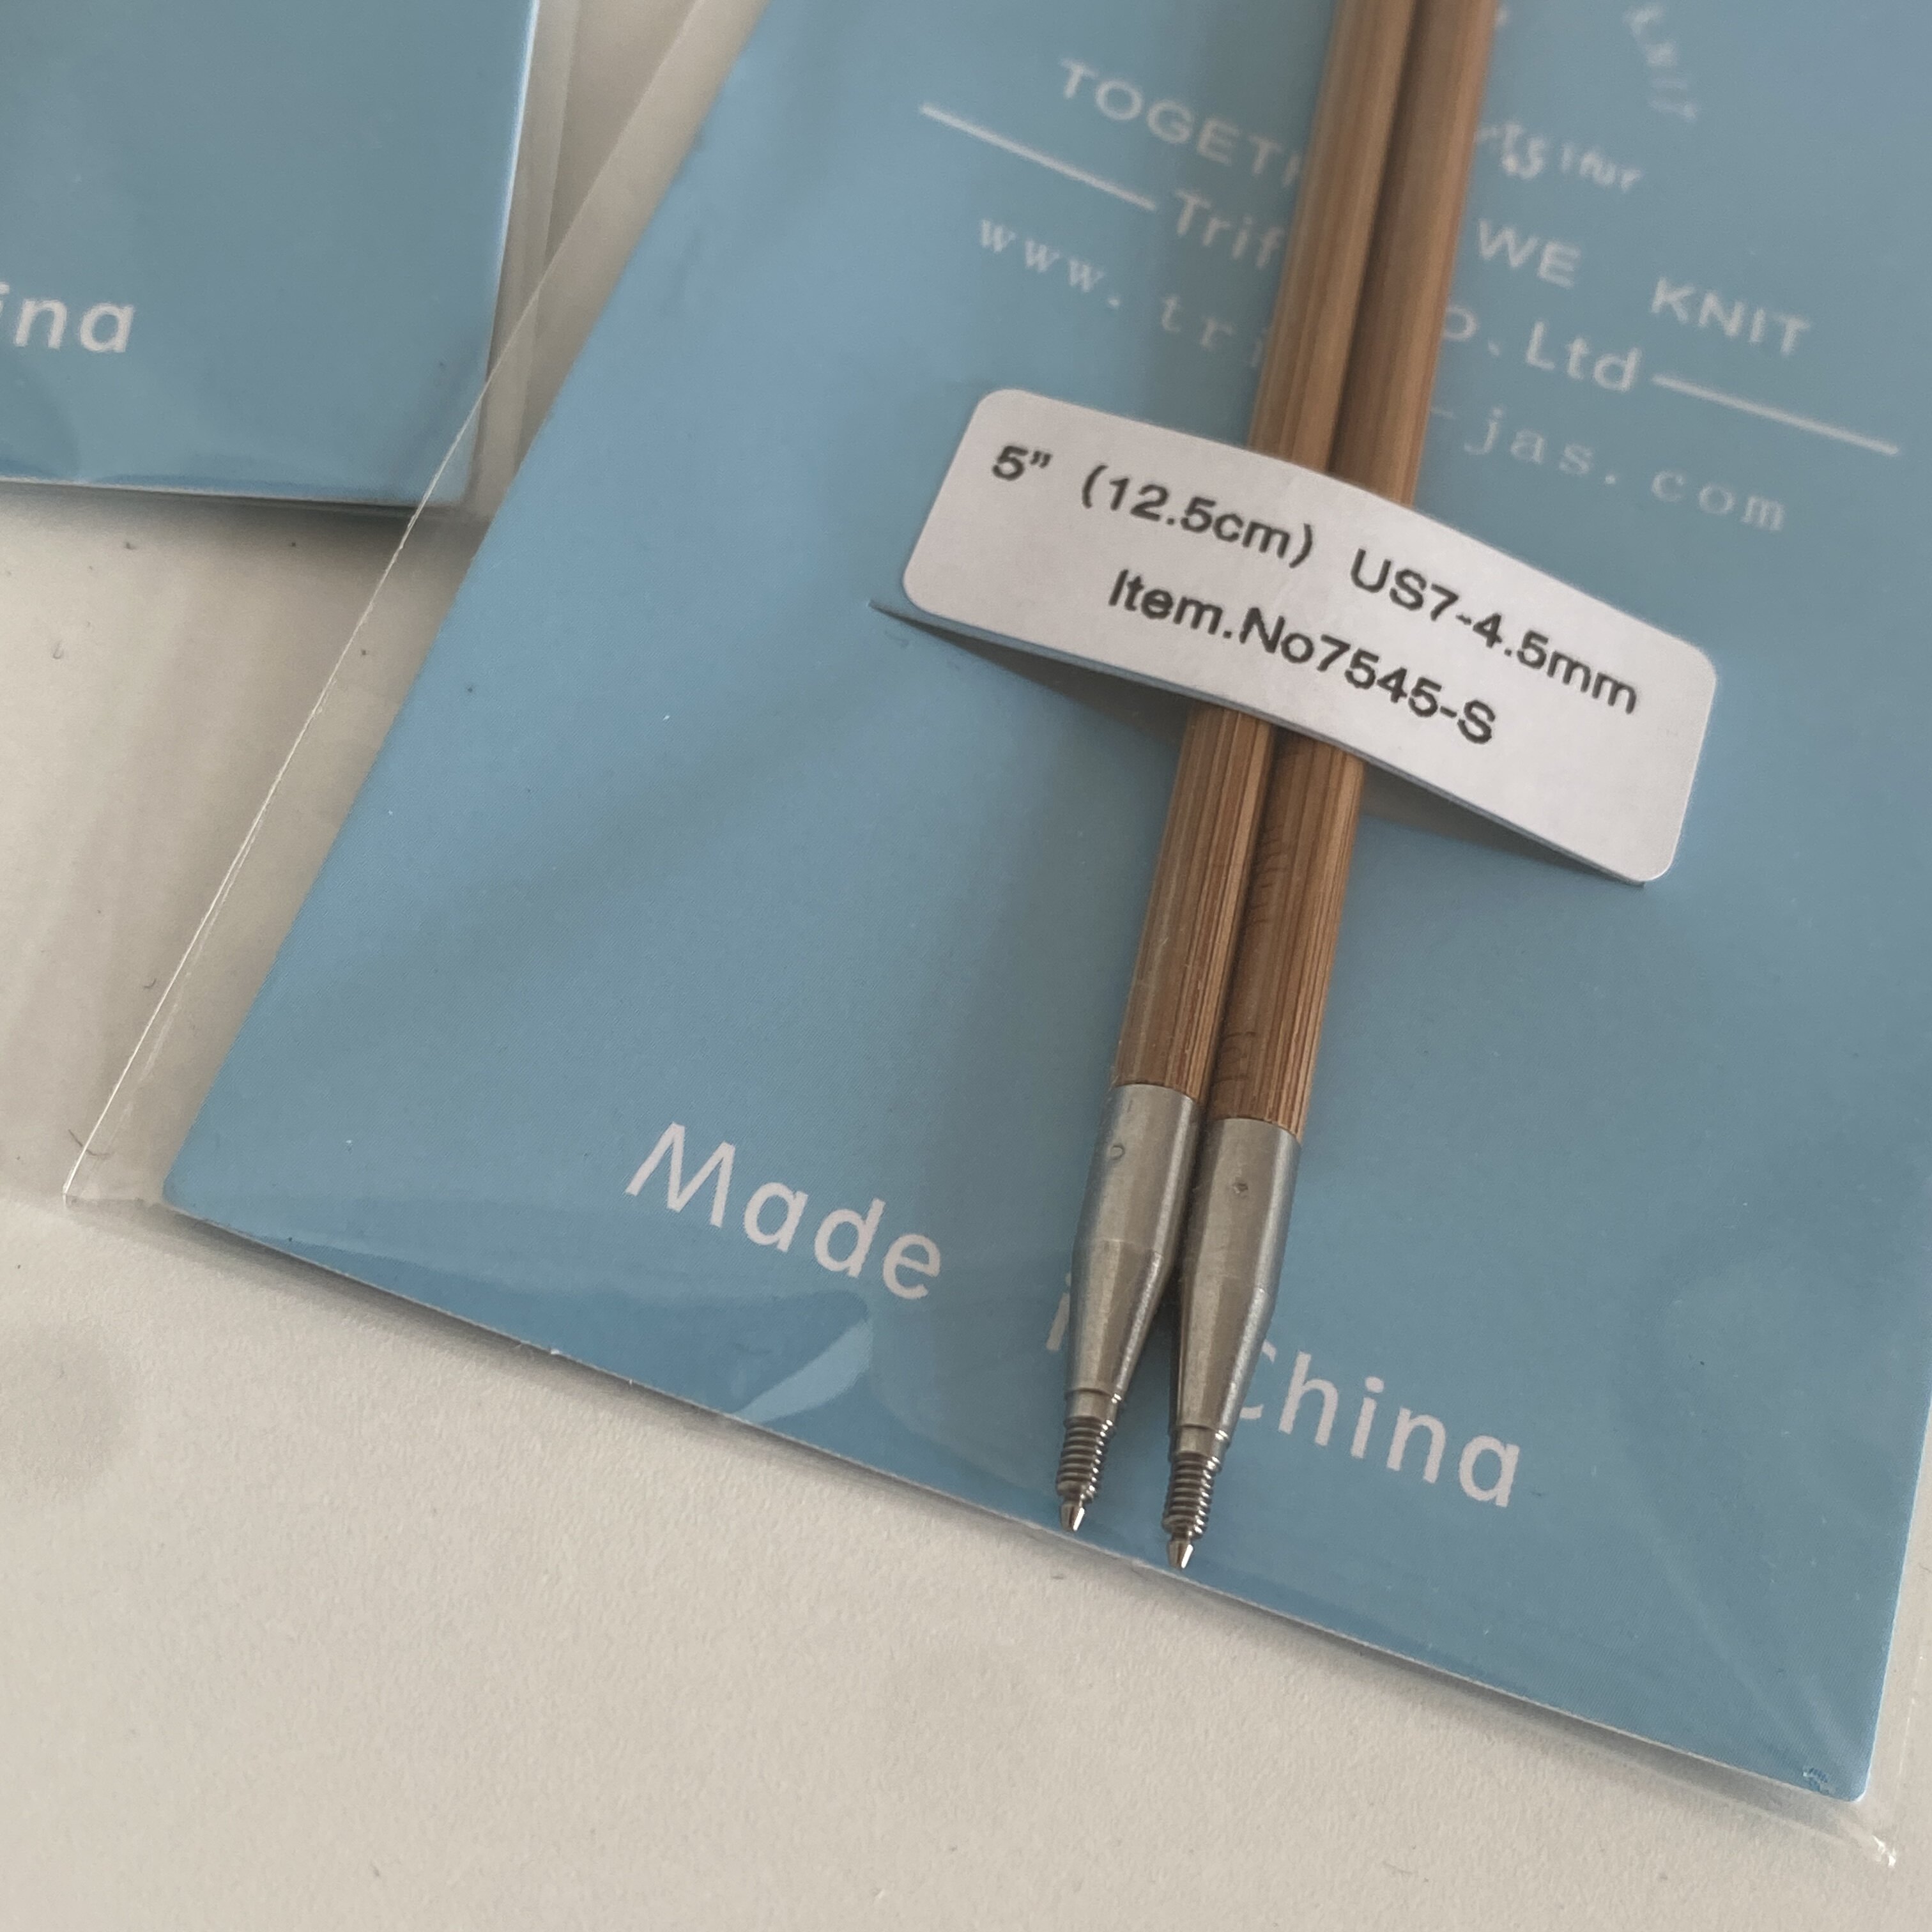 TOGETH WE KNIT
Trif o.Ltd
www.tri -jas.com
5” (12.5cm) US7-4.5mm
Item.No7545-S
Made in China
ina